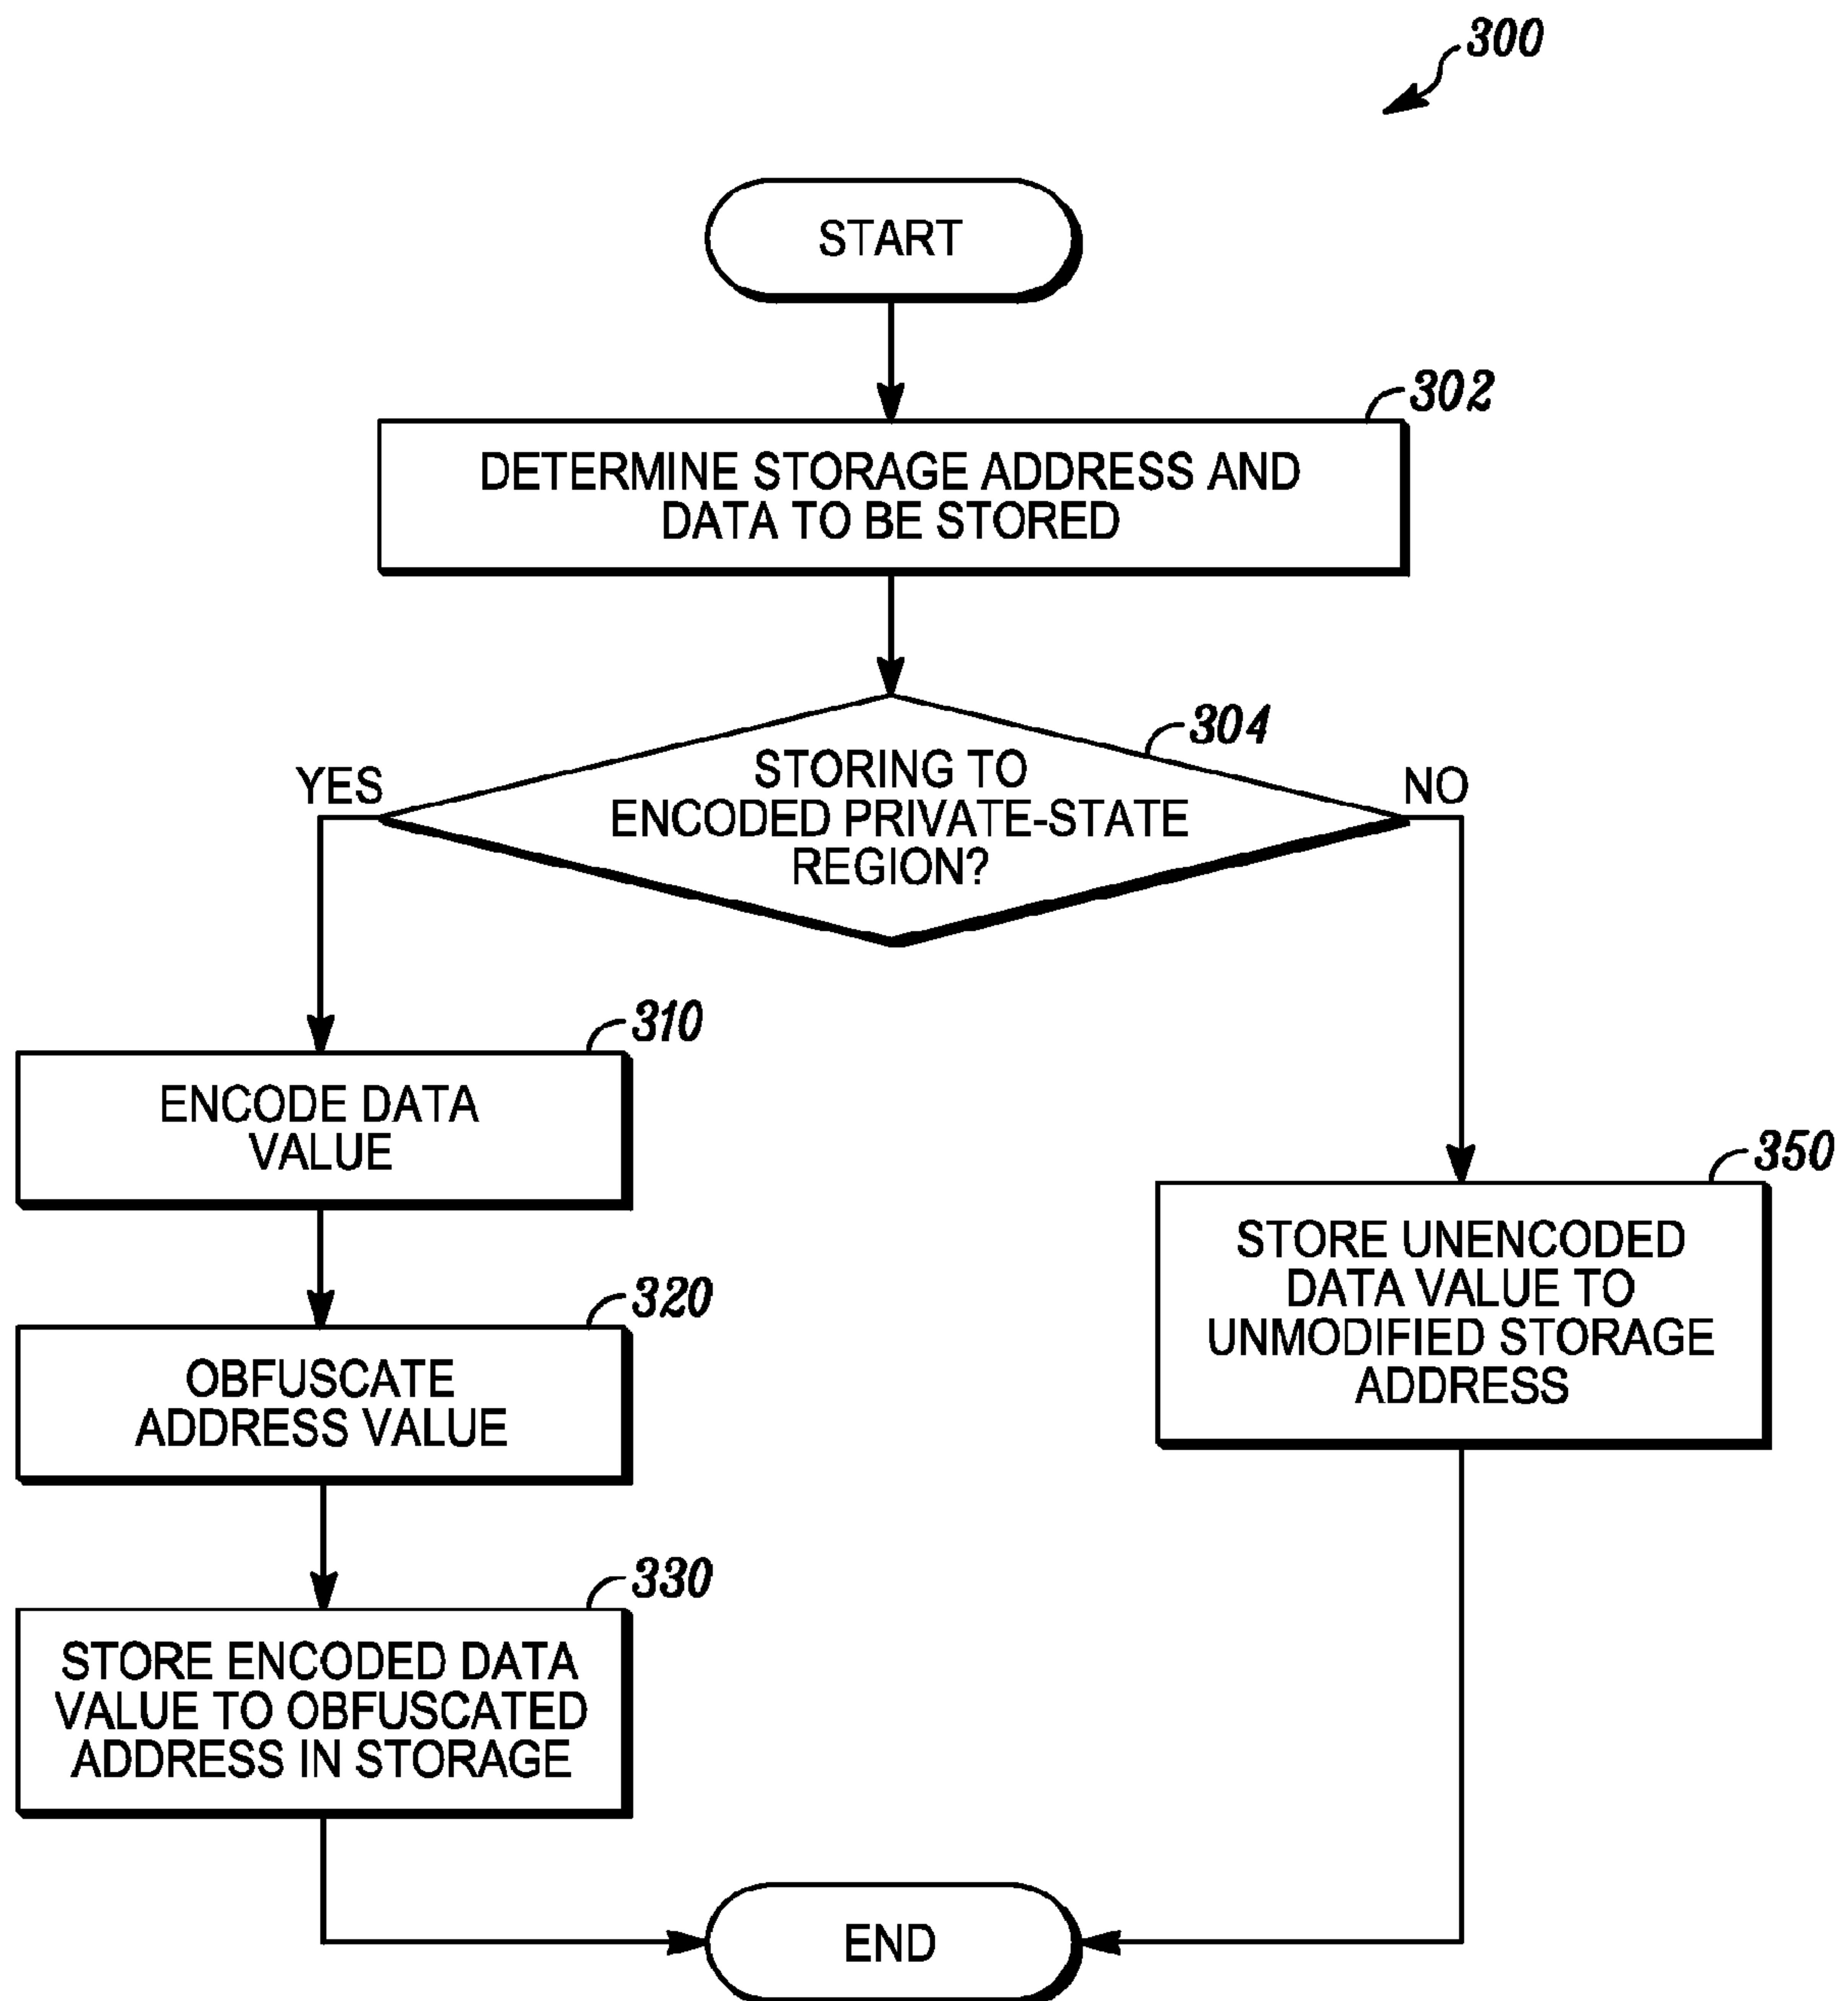 300
START
302
DETERMINE STORAGE ADDRESS AND
DATA TO BE STORED
304
STORING TO
ENCODED PRIVATE-STATE
REGION?
YES
NO
310
ENCODE DATA
VALUE
350
STORE UNENCODED
DATA VALUE TO
UNMODIFIED STORAGE
ADDRESS
320
OBFUSCATE
ADDRESS VALUE
330
STORE ENCODED DATA
VALUE TO OBFUSCATED
ADDRESS IN STORAGE
END